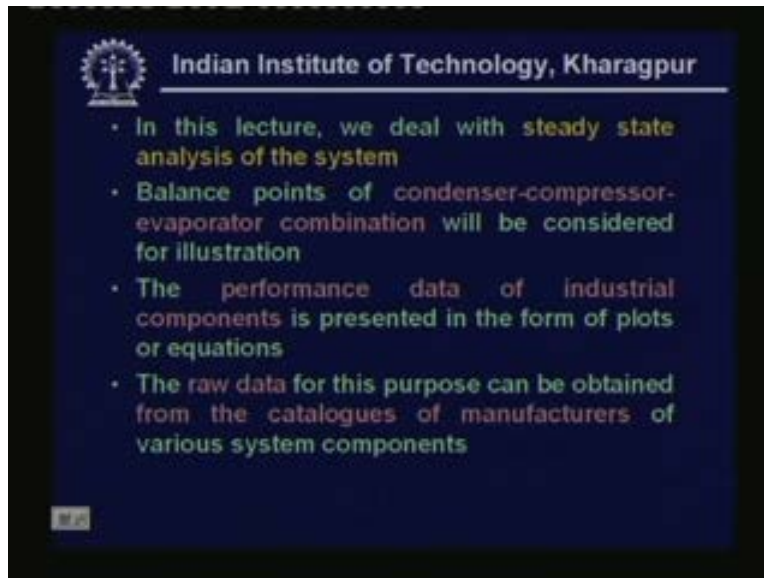 Indian Institute of Technology, Kharagpur
• In this lecture, we deal with steady state
analysis of the system
• Balance points of condenser-compressor-
evaporator combination will be considered
for illustration
• The performance data of industrial
components is presented in the form of plots
or equations
• The raw data for this purpose can be obtained
from the catalogues of manufacturers of
various system components